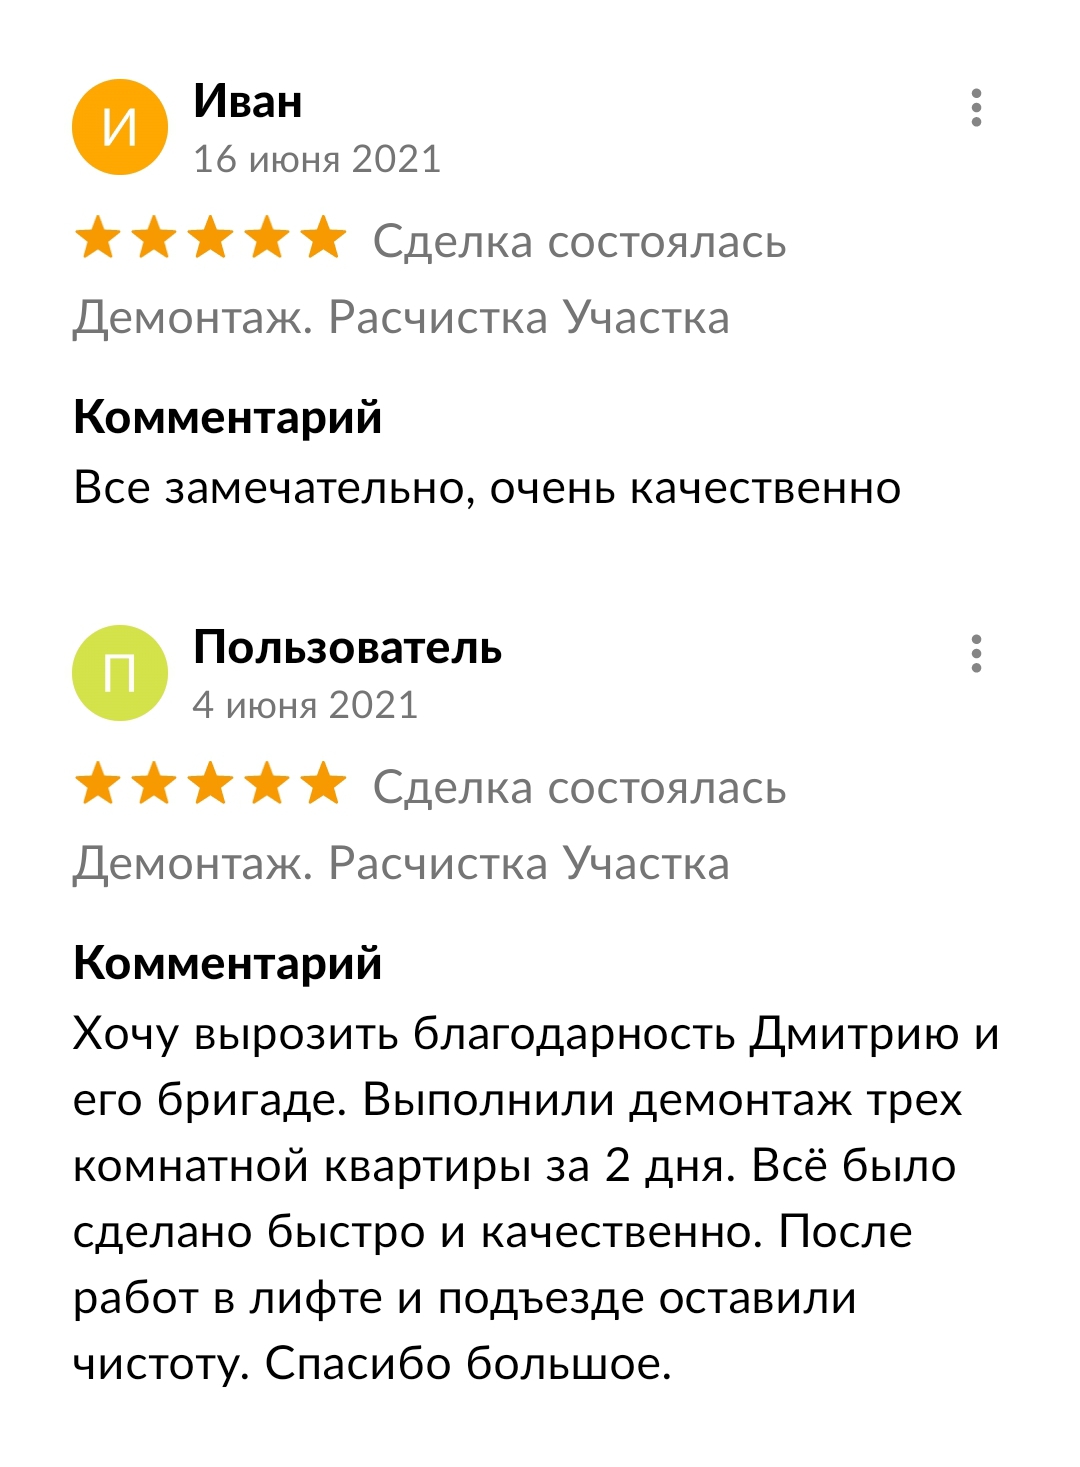 И
Иван
16 июня 2021
Сделка состоялась
Демонтаж. Расчистка Участка
Комментарий
Все замечательно, очень качественно
П
Пользователь
4 июня 2021
Сделка состоялась
Демонтаж. Расчистка Участка
Комментарий
Хочу вырозить благодарность Дмитрию и
его бригаде. Выполнили демонтаж трех
комнатной квартиры за 2 дня. Всё было
сделано быстро и качественно. После
работ в лифте и подъезде оставили
чистоту. Спасибо большое.